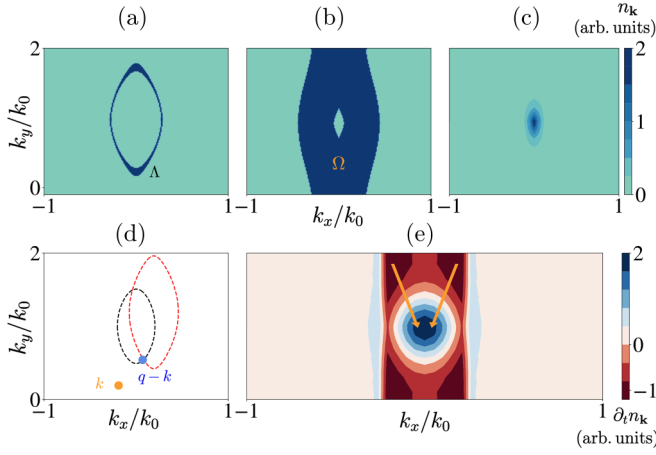 (a)
(b)
(c)
n_k
(arb. units)
2
k_y/k_0
0
−1
Λ
1−1
Ω
k_x/k_0
1−1
1
2
1
0
(d)
(e)
2
k_y/k_0
0
k
q − k
−1
k_x/k_0
1−1
k_x/k_0
1
1
0
−1
∂_t n_k
(arb. units)